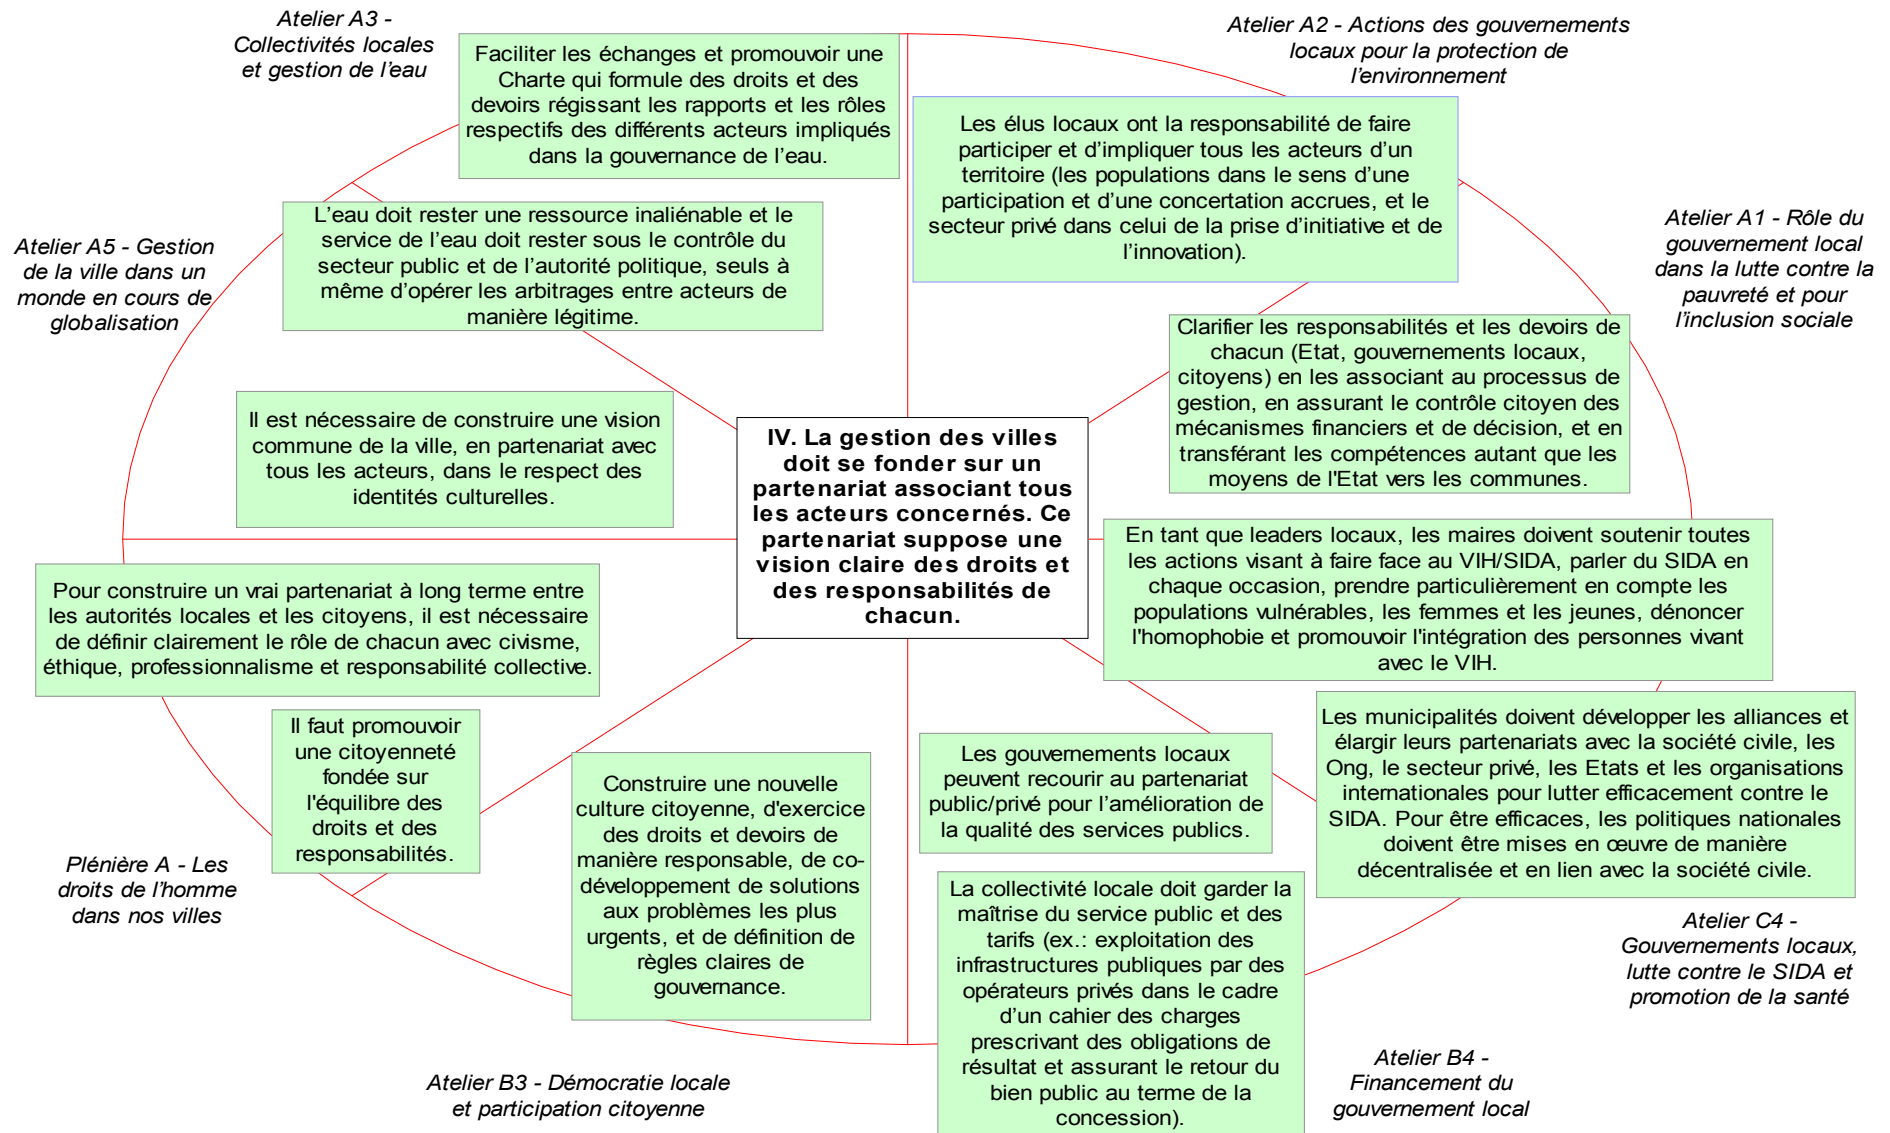 Atelier A3 -
Collectivités locales
et gestion de l'eau
Faciliter les échanges et promouvoir une
Charte qui formule des droits et des
devoirs régissant les rapports et les rôles
respectifs des différents acteurs impliqués
dans la gouvernance de l'eau.
L'eau doit rester une ressource inaliénable et le
service de l'eau doit rester sous le contrôle du
secteur public et de l'autorité politique, seuls à
même d'opérer les arbitrages entre acteurs de
manière légitime.
Atelier A2 - Actions des gouvernements
locaux pour la protection de
l'environnement
Les élus locaux ont la responsabilité de faire
participer et d'impliquer tous les acteurs d'un
territoire (les populations dans le sens d'une
participation et d'une concertation accrues, et le
secteur privé dans celui de la prise d'initiative et de
l'innovation).
Atelier A1 - Rôle du
gouvernement local
dans la lutte contre la
pauvreté et pour
l'inclusion sociale
Clarifier les responsabilités et les devoirs de
chacun (Etat, gouvernements locaux,
citoyens) en les associant au processus de
gestion, en assurant le contrôle citoyen des
mécanismes financiers et de décision, et en
transférant les compétences autant que les
moyens de l'Etat vers les communes.
Atelier A5 - Gestion
de la ville dans un
monde en cours de
globalisation
Il est nécessaire de construire une vision
commune de la ville, en partenariat avec
tous les acteurs, dans le respect des
identités culturelles.
IV. La gestion des villes
doit se fonder sur un
partenariat associant tous
les acteurs concernés. Ce
partenariat suppose une
vision claire des droits et
des responsabilités de
chacun.
En tant que leaders locaux, les maires doivent soutenir toutes
les actions visant à faire face au VIH/SIDA, parler du SIDA en
chaque occasion, prendre particulièrement en compte les
populations vulnérables, les femmes et les jeunes, dénoncer
l'homophobie et promouvoir l'intégration des personnes vivant
avec le VIH.
Les municipalités doivent développer les alliances et
élargir leurs partenariats avec la société civile, les
Ong, le secteur privé, les Etats et les organisations
internationales pour lutter efficacement contre le
SIDA. Pour être efficaces, les politiques nationales
doivent être mises en œuvre de manière
décentralisée et en lien avec la société civile.
Atelier C4 -
Gouvernements locaux,
lutte contre le SIDA et
promotion de la santé
Pour construire un vrai partenariat à long terme entre
les autorités locales et les citoyens, il est nécessaire
de définir clairement le rôle de chacun avec civisme,
éthique, professionnalisme et responsabilité collective.
Il faut promouvoir
une citoyenneté
fondée sur
l'équilibre des
droits et des
responsabilités.
Plénière A - Les
droits de l'homme
dans nos villes
Construire une nouvelle
culture citoyenne, d'exercice
des droits et devoirs de
manière responsable, de co-
développement de solutions
aux problèmes les plus
urgents, et de définition de
règles claires de
gouvernance.
Atelier B3 - Démocratie locale
et participation citoyenne
Les gouvernements locaux
peuvent recourir au partenariat
public/privé pour l'amélioration de
la qualité des services publics.
La collectivité locale doit garder la
maîtrise du service public et des
tarifs (ex.: exploitation des
infrastructures publiques par des
opérateurs privés dans le cadre
d'un cahier des charges
prescrivant des obligations de
résultat et assurant le retour du
bien public au terme de la
concession).
Atelier B4 -
Financement du
gouvernement local